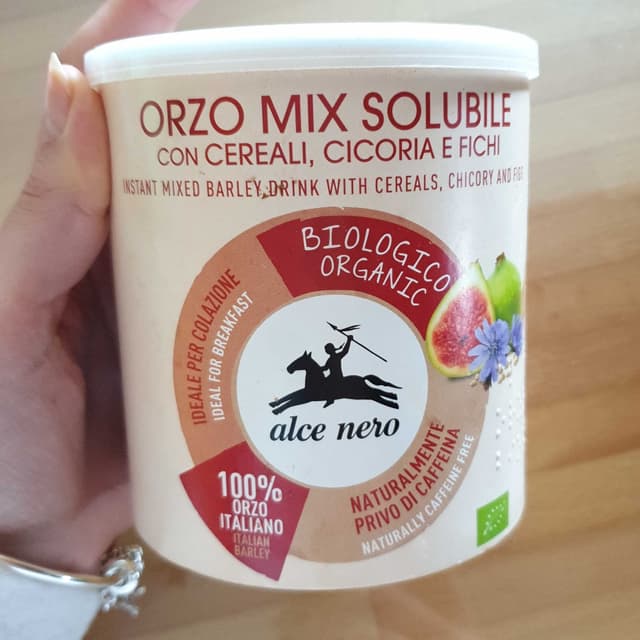 ORZO MIX SOLUBILE
CON CEREALI, CICORIA E FICHI
INSTANT MIXED BARLEY DRINK WITH CEREALS, CHICORY AND FIGS
BIOLOGICO
ORGANIC
IDEALE PER COLAZIONE
IDEAL FOR BREAKFAST
alce nero
100%
ORZO
ITALIANO
ITALIAN
BARLEY
NATURALMENTE
PRIVO DI CAFFEINA
NATURALLY CAFFEINE FREE